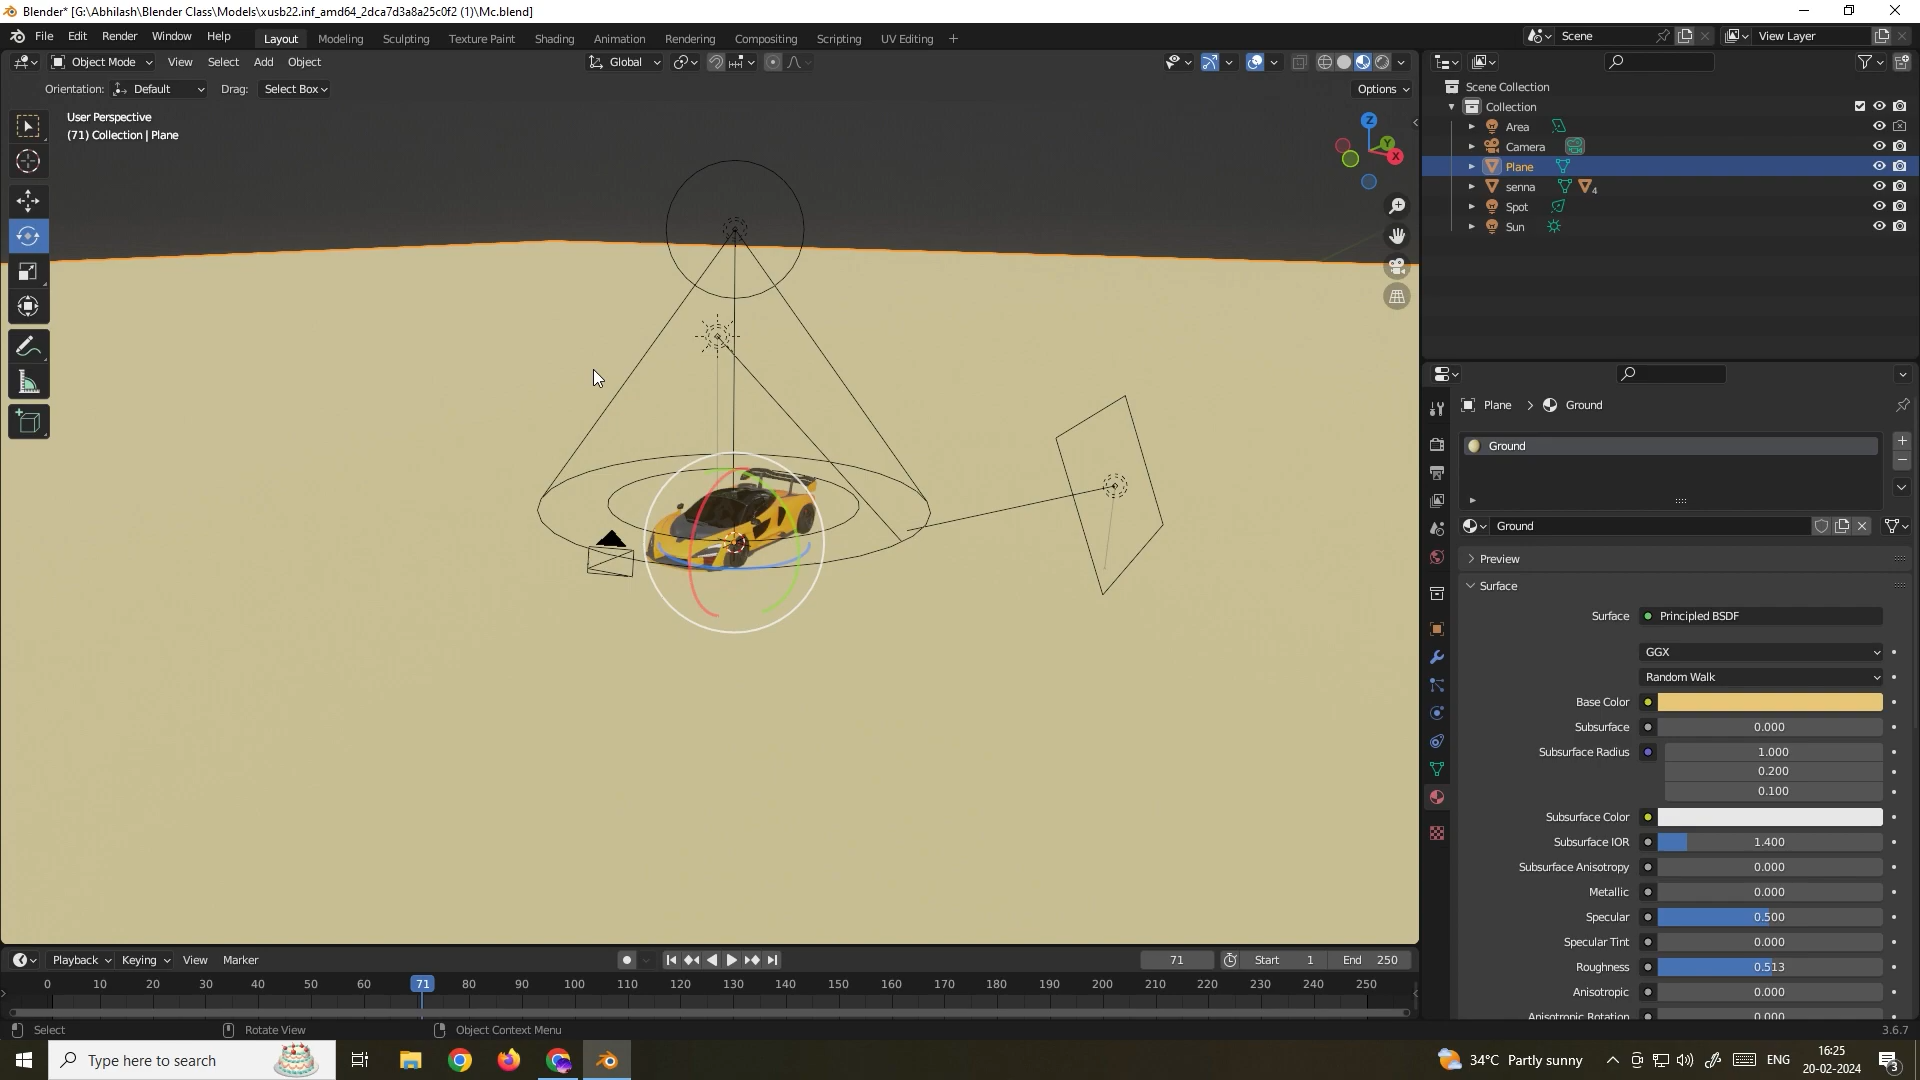 Blender* [G:\Abhilash\Blender Class\Models\xusb22.inf_amd64_2dca7d3a8a25c0f2 (1)\Mc.blend]
File Edit Render Window Help Layout Modeling Sculpting Texture Paint UV Editing Shading Animation Rendering Compositing Scripting UV Editing + Scene View Layer
Object Mode View Select Add Object Global
Orientation: Default Drag: Select Box Options
User Perspective
(71) Collection | Plane
Z
Y
X
Scene Collection
Collection
Area
Camera
Plane
senna 4
Spot
Sun
Plane > Ground
Ground
Ground
Preview
Surface
Surface Principled BSDF
GGX
Random Walk
Base Color
Subsurface 0.000
Subsurface Radius 1.000
0.200
0.100
Subsurface Color
Subsurface IOR 1.400
Subsurface Anisotropy 0.000
Metallic 0.000
Specular 0.500
Specular Tint 0.000
Roughness 0.513
Anisotropic 0.000
Anisotropic Rotation 0.000
Playback Keying View Marker 71 Start 1 End 250
0 10 20 30 40 50 60 71 80 90 100 110 120 130 140 150 160 170 180 190 200 210 220 230 240 250
Select Rotate View Object Context Menu 3.6.7
Type here to search 34°C Partly sunny ENG 16:25
20-02-2024 3